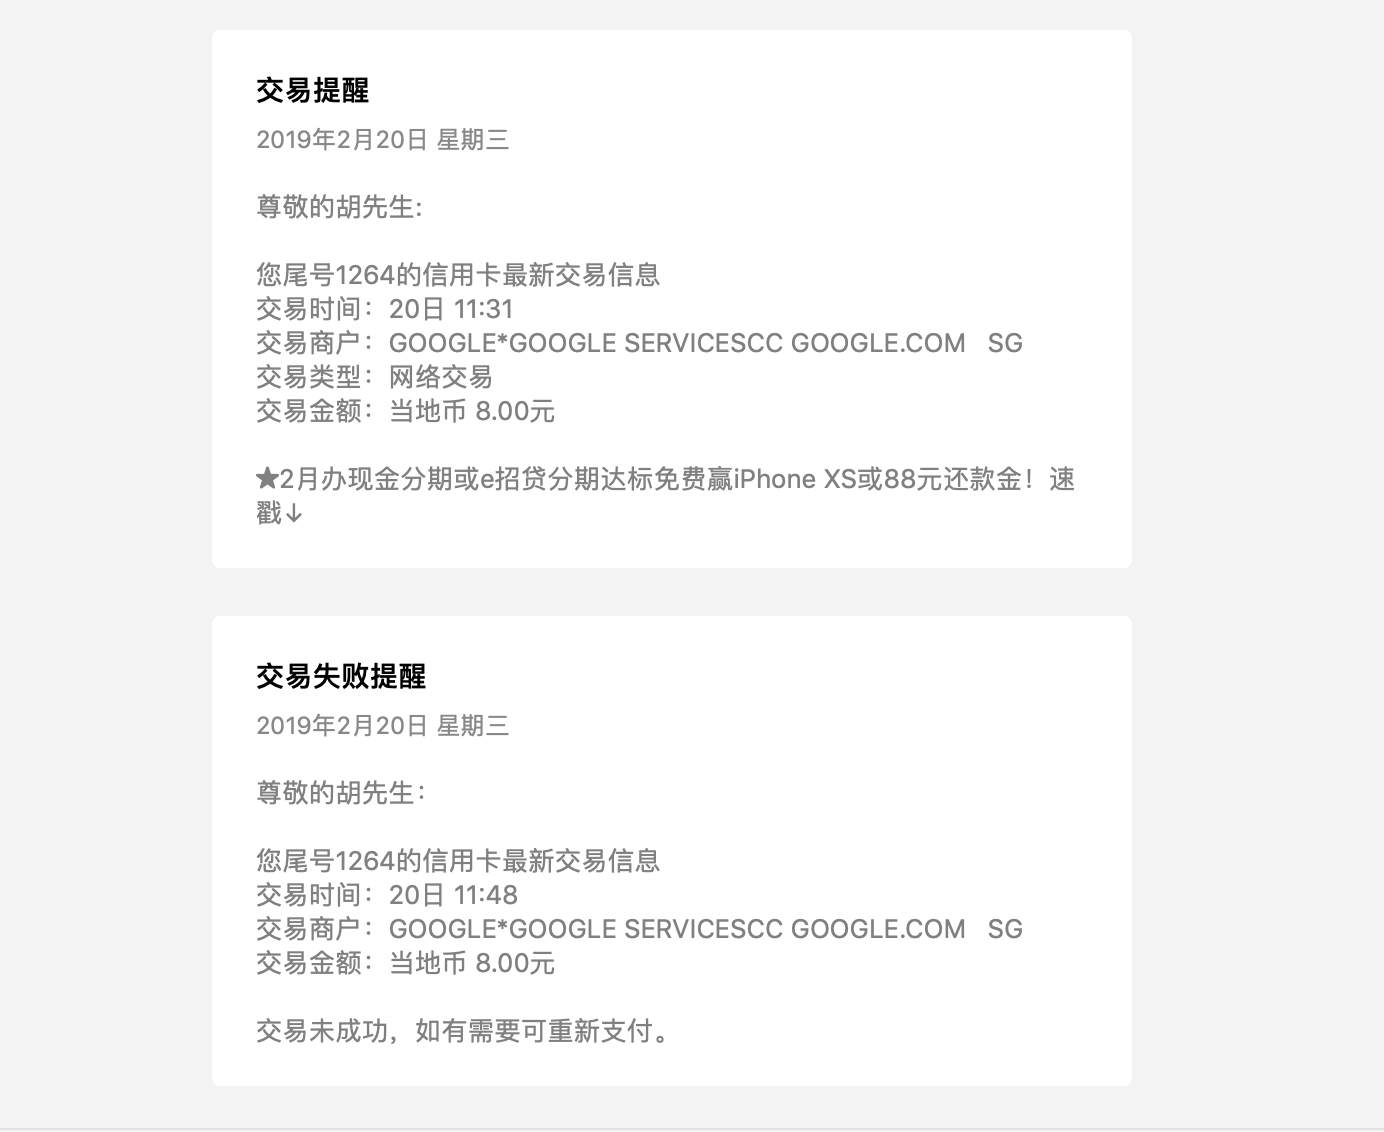 交易提醒
2019年2月20日 星期三
尊敬的胡先生:
您尾号1264的信用卡最新交易信息
交易时间：20日 11:31
交易商户：GOOGLE*GOOGLE SERVICESCC GOOGLE.COM   SG
交易类型：网络交易
交易金额：当地币 8.00元
★2月办现金分期或e招贷分期达标免费赢iPhone XS或88元还款金！速
戳↓
交易失败提醒
2019年2月20日 星期三
尊敬的胡先生：
您尾号1264的信用卡最新交易信息
交易时间：20日 11:48
交易商户：GOOGLE*GOOGLE SERVICESCC GOOGLE.COM   SG
交易金额：当地币 8.00元
交易未成功，如有需要可重新支付。